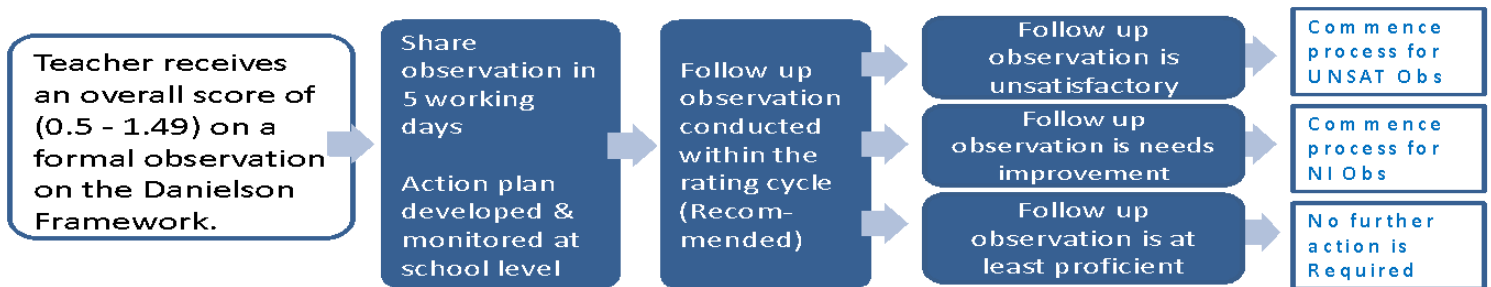 Teacher receives
an overall score of
(0.5 - 1.49) on a
formal observation
on the Danielson
Framework.
Share
observation in
5 working
days
Action plan
developed &
monitored at
school level
Follow up
observation
conducted
within the
rating cycle
(Recom-
mended)
Follow up
observation is
unsatisfactory
Commence
process for
UNSAT Obs
Follow up
observation is needs
improvement
Commence
process for
NI Obs
Follow up
observation is at
least proficient
No further
action is
Required